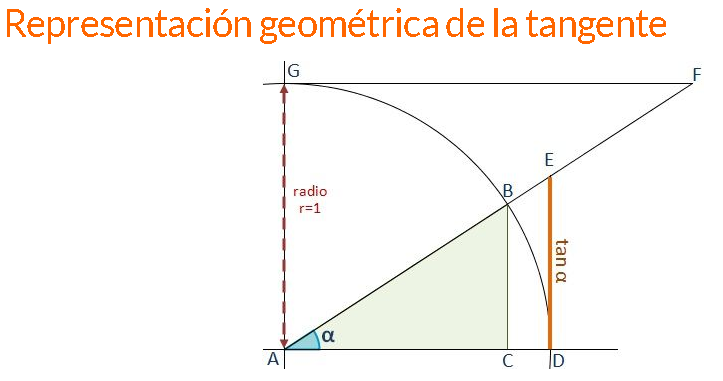 Representación geométrica de la tangente
G
F
E
B
radio
r=1
tan α
α
A
C
D